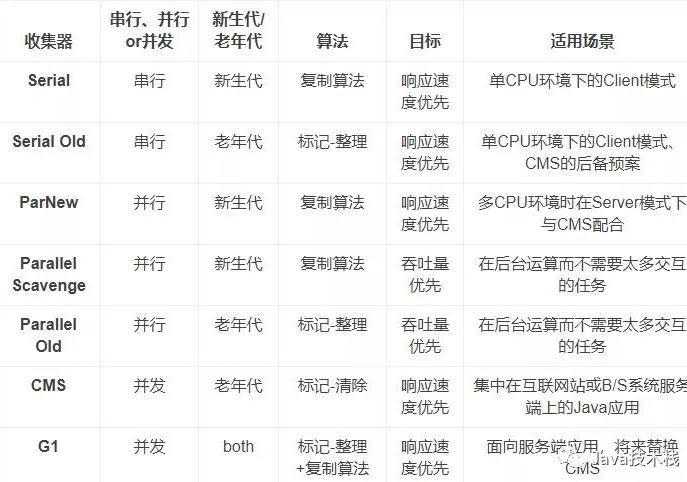 收集器 串行、并行or并发 新生代/老年代 算法 目标 适用场景
Serial 串行 新生代 复制算法 响应速度优先 单CPU环境下的Client模式
Serial Old 串行 老年代 标记-整理 响应速度优先 单CPU环境下的Client模式、CMS的后备预案
ParNew 并行 新生代 复制算法 响应速度优先 多CPU环境时在Server模式下与CMS配合
Parallel Scavenge 并行 新生代 复制算法 吞吐量优先 在后台运算而不需要太多交互的任务
Parallel Old 并行 老年代 标记-整理 吞吐量优先 在后台运算而不需要太多交互的任务
CMS 并发 老年代 标记-清除 响应速度优先 集中在互联网站或B/S系统服务端上的Java应用
G1 并发 both 标记-整理+复制算法 响应速度优先 面向服务端应用，将来替换CMS
Java技术栈